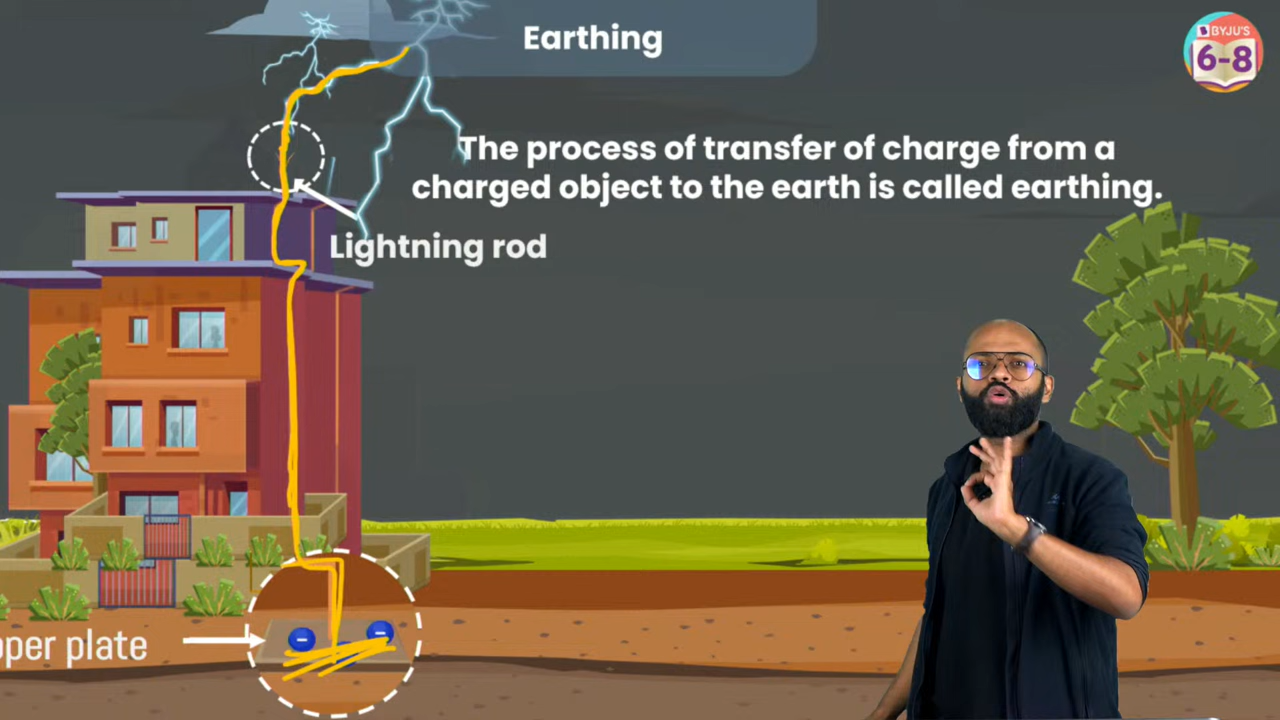 Earthing
BYJU'S
6-8
The process of transfer of charge from a
charged object to the earth is called earthing.
Lightning rod
plate